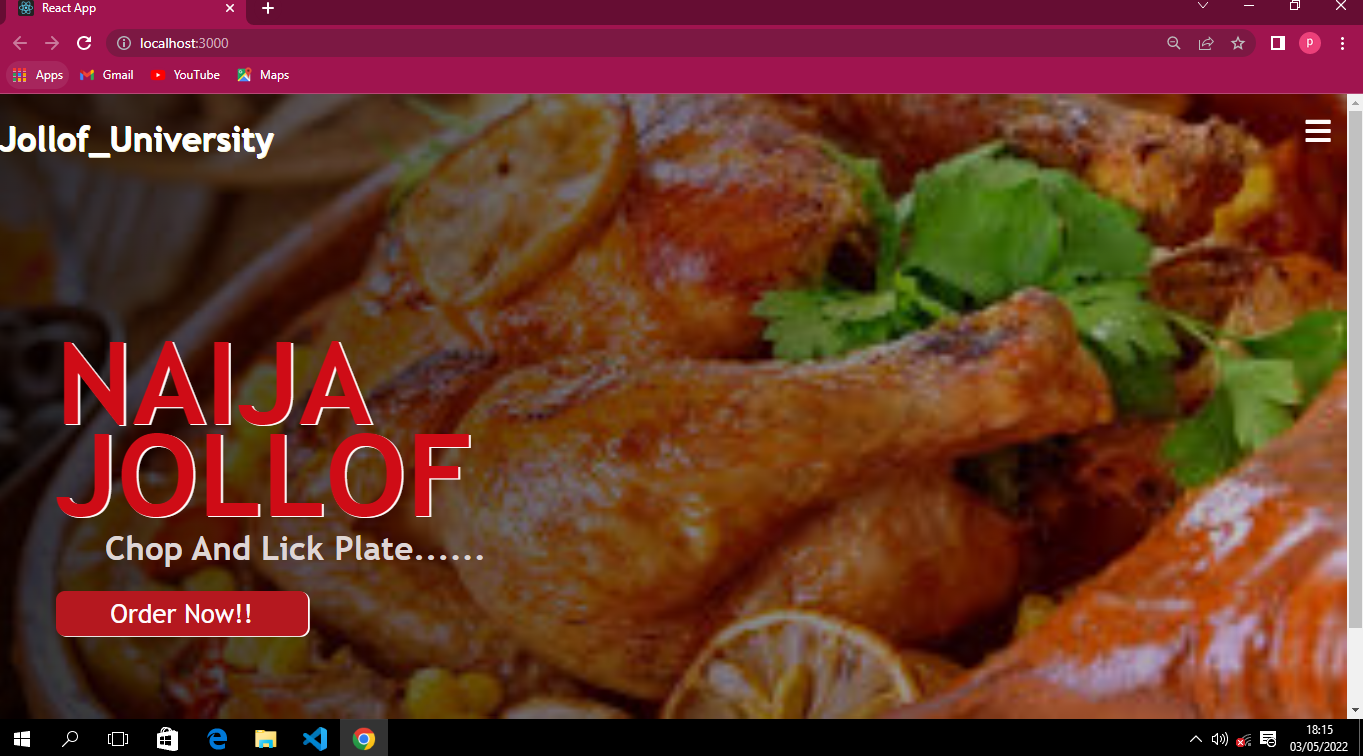 React App
localhost:3000
P
Apps Gmail YouTube Maps
Jollof_University
NAIJA
JOLLOF
Chop And Lick Plate......
Order Now!!
18:15
03/05/2022